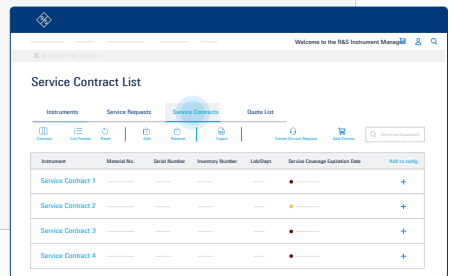 Welcome to the R&S Instrument Manage
Service Contract List
Instruments Service Requests Service Contracts Quote List
Columns List Presets Reset Add Remove Export Create Service Request Add Service Search for Equipment
Instrument Material No. Serial Number Inventory Number Lab/Dept. Service Coverage Expiration Date Add to config.
Service Contract 1 +
Service Contract 2 +
Service Contract 3 +
Service Contract 4 +